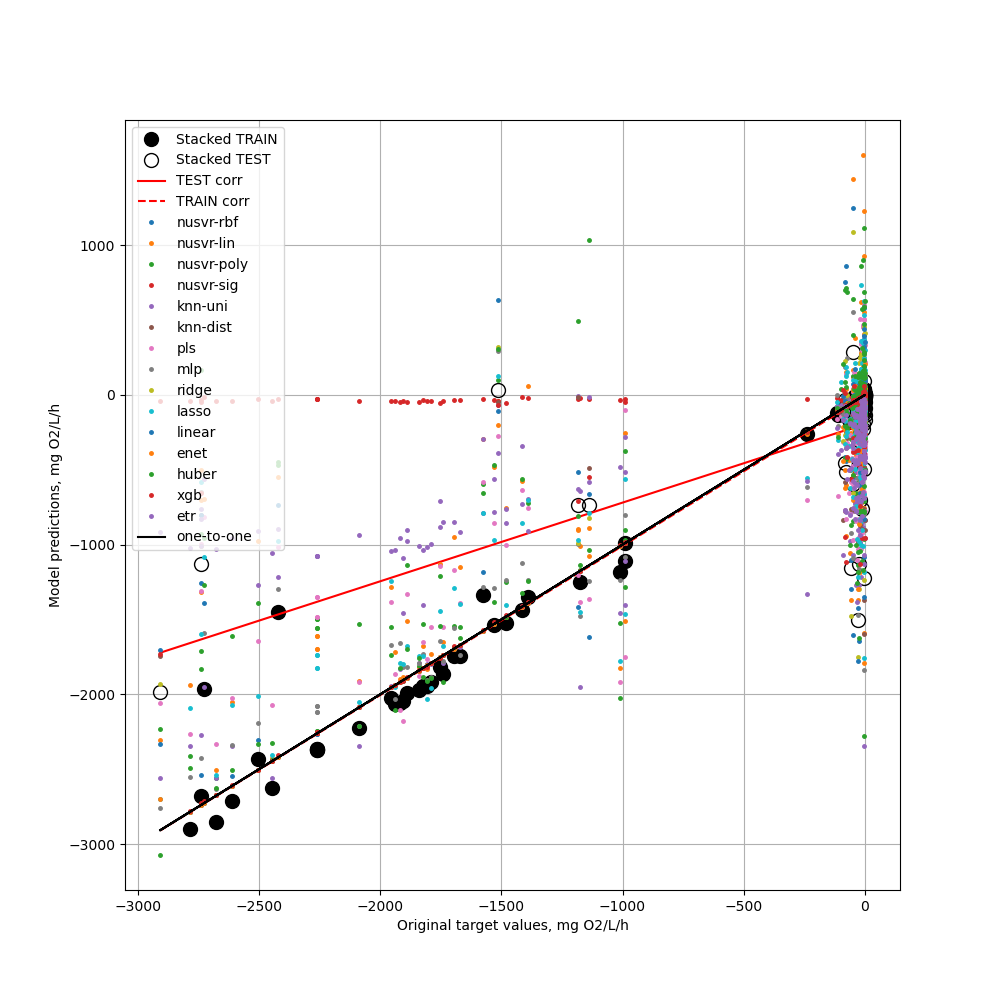 Stacked TRAIN
Stacked TEST
TEST corr
TRAIN corr
nusvr-rbf
nusvr-lin
nusvr-poly
nusvr-sig
knn-uni
knn-dist
pls
mlp
ridge
lasso
linear
enet
huber
xgb
etr
one-to-one
1000
0
−1000
−2000
−3000
Model predictions, mg O2/L/h
−3000 −2500 −2000 −1500 −1000 −500 0
Original target values, mg O2/L/h